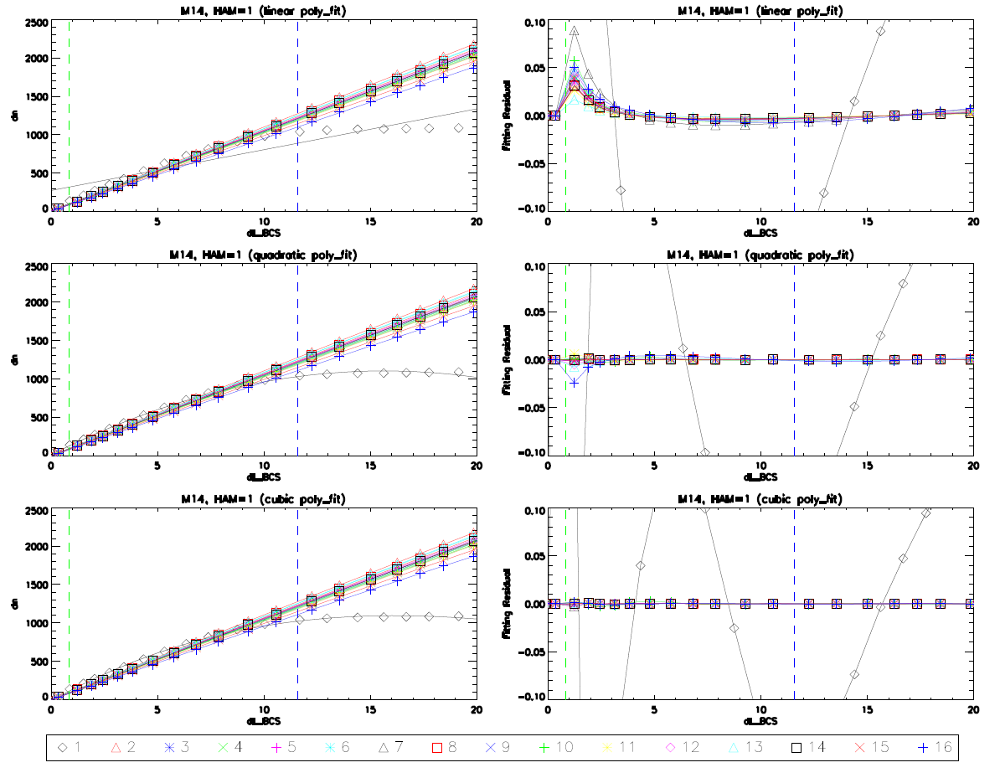 M14, HAM=1 (linear poly_fit)
M14, HAM=1 (linear poly_fit)
2500
2000
1500
1000
500
0
dn
0 5 10 15 20
dL_BCS
0.10
0.05
0.00
-0.05
-0.10
Fitting Residual
0 5 10 15 20
dL_BCS
M14, HAM=1 (quadratic poly_fit)
M14, HAM=1 (quadratic poly_fit)
2500
2000
1500
1000
500
0
dn
0 5 10 15 20
dL_BCS
0.10
0.05
0.00
-0.05
-0.10
Fitting Residual
0 5 10 15 20
dL_BCS
M14, HAM=1 (cubic poly_fit)
M14, HAM=1 (cubic poly_fit)
2500
2000
1500
1000
500
0
dn
0 5 10 15 20
dL_BCS
0.10
0.05
0.00
-0.05
-0.10
Fitting Residual
0 5 10 15 20
dL_BCS
1 2 3 4 5 6 7 8 9 10 11 12 13 14 15 16